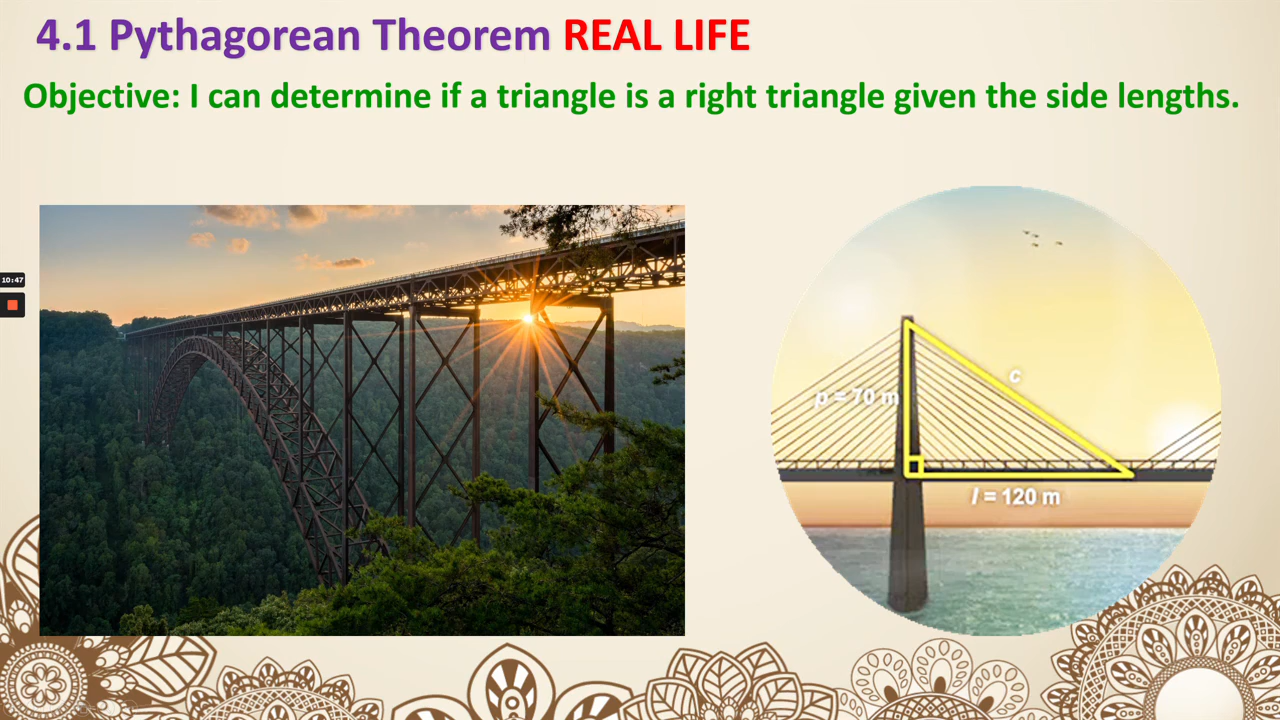 4.1 Pythagorean Theorem REAL LIFE
Objective: I can determine if a triangle is a right triangle given the side lengths.
10:47
c
p = 70 m
l = 120 m